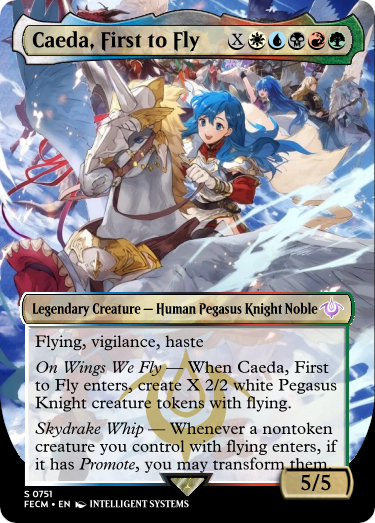 Caeda, First to Fly X
Legendary Creature — Human Pegasus Knight Noble
Flying, vigilance, haste
On Wings We Fly — When Caeda, First
to Fly enters, create X 2/2 white Pegasus
Knight creature tokens with flying.
Skydrake Whip — Whenever a nontoken
creature you control with flying enters, if
it has Promote, you may transform them.
5/5
S 0751
FECM • EN INTELLIGENT SYSTEMS